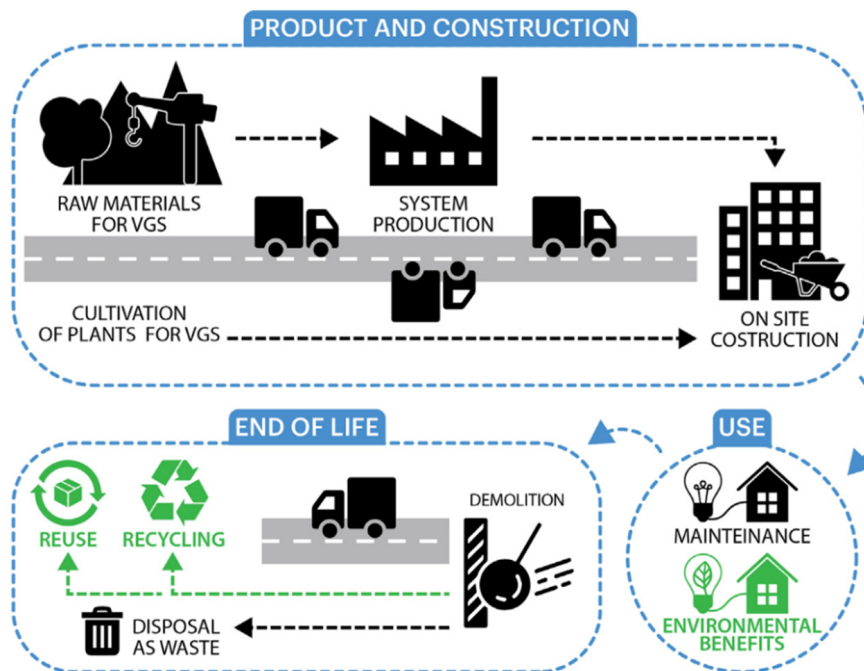 PRODUCT AND CONSTRUCTION
RAW MATERIALS
FOR VGS
SYSTEM
PRODUCTION
CULTIVATION
OF PLANTS FOR VGS
ON SITE
COSTRUCTION
END OF LIFE
USE
REUSE
RECYCLING
DEMOLITION
DISPOSAL
AS WASTE
MAINTEINANCE
ENVIRONMENTAL
BENEFITS